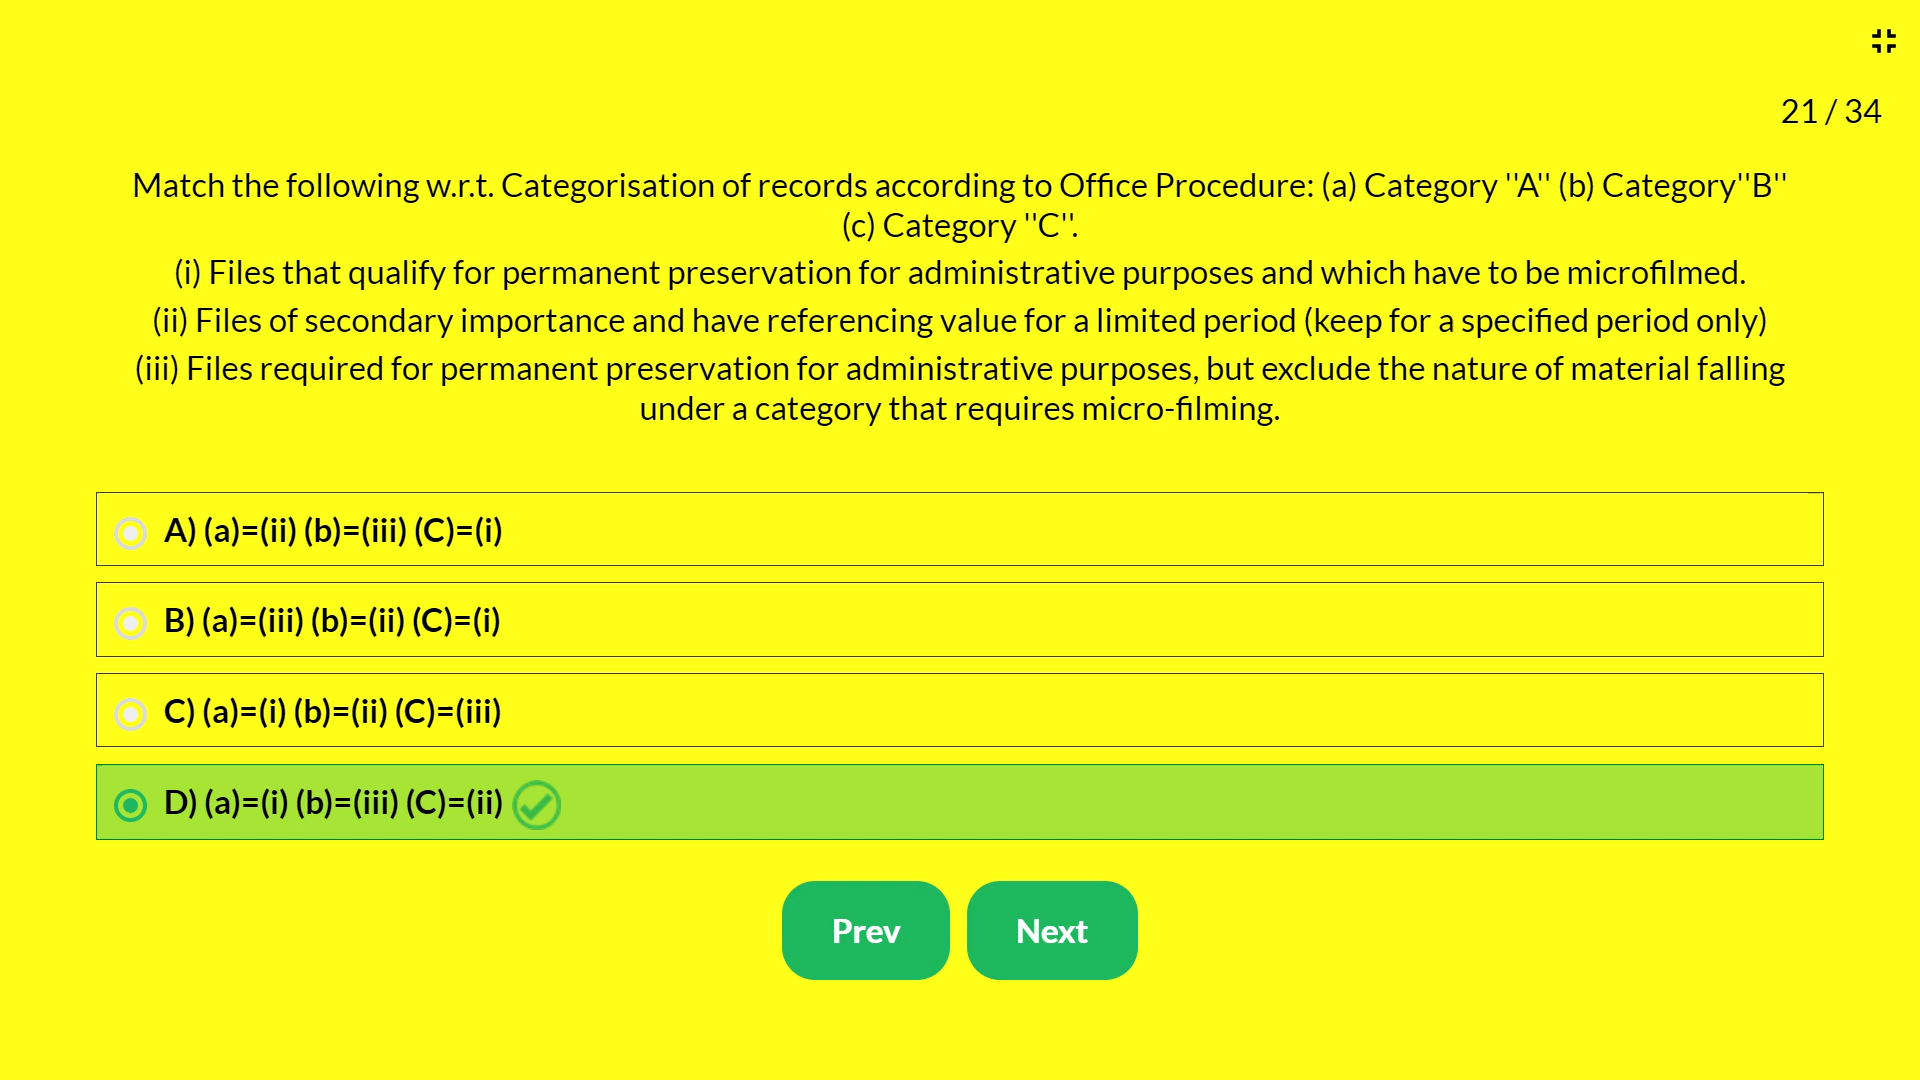 21 / 34
Match the following w.r.t. Categorisation of records according to Office Procedure: (a) Category ''A'' (b) Category''B''
(c) Category ''C''.
(i) Files that qualify for permanent preservation for administrative purposes and which have to be microfilmed.
(ii) Files of secondary importance and have referencing value for a limited period (keep for a specified period only)
(iii) Files required for permanent preservation for administrative purposes, but exclude the nature of material falling
under a category that requires micro-filming.
A) (a)=(ii) (b)=(iii) (C)=(i)
B) (a)=(iii) (b)=(ii) (C)=(i)
C) (a)=(i) (b)=(ii) (C)=(iii)
D) (a)=(i) (b)=(iii) (C)=(ii)
Prev Next